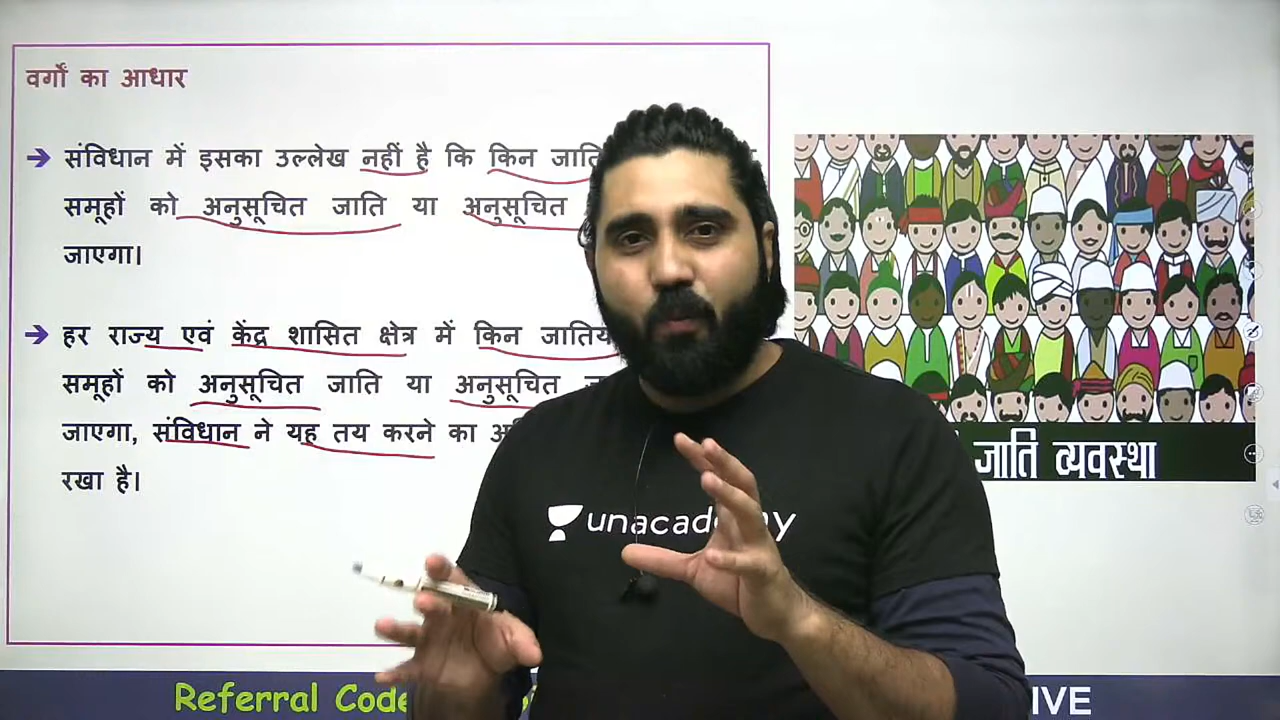 वर्गों का आधार
➔ संविधान में इसका उल्लेख नहीं है कि किन
समूहों को अनुसूचित जाति या अनुसूचित
जाएगा।
➔ हर राज्य एवं केंद्र शासित क्षेत्र में किन
समूहों को अनुसूचित जाति या अनुसूचित
जाएगा, संविधान ने यह तय करने का
रखा है।
जाति व्यवस्था
unacademy
Referral Code